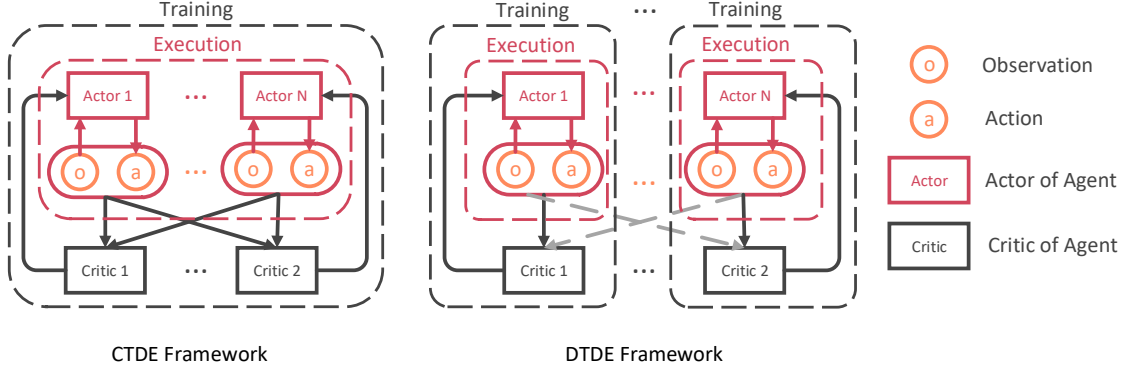 Training
Execution
Actor 1
...
Actor N
o
a
...
o
a
Critic 1
...
Critic 2
CTDE Framework
Training
...
Training
Execution
Execution
Actor 1
...
Actor N
o
a
...
o
a
Critic 1
...
Critic 2
DTDE Framework
o
Observation
a
Action
Actor
Actor of Agent
Critic
Critic of Agent